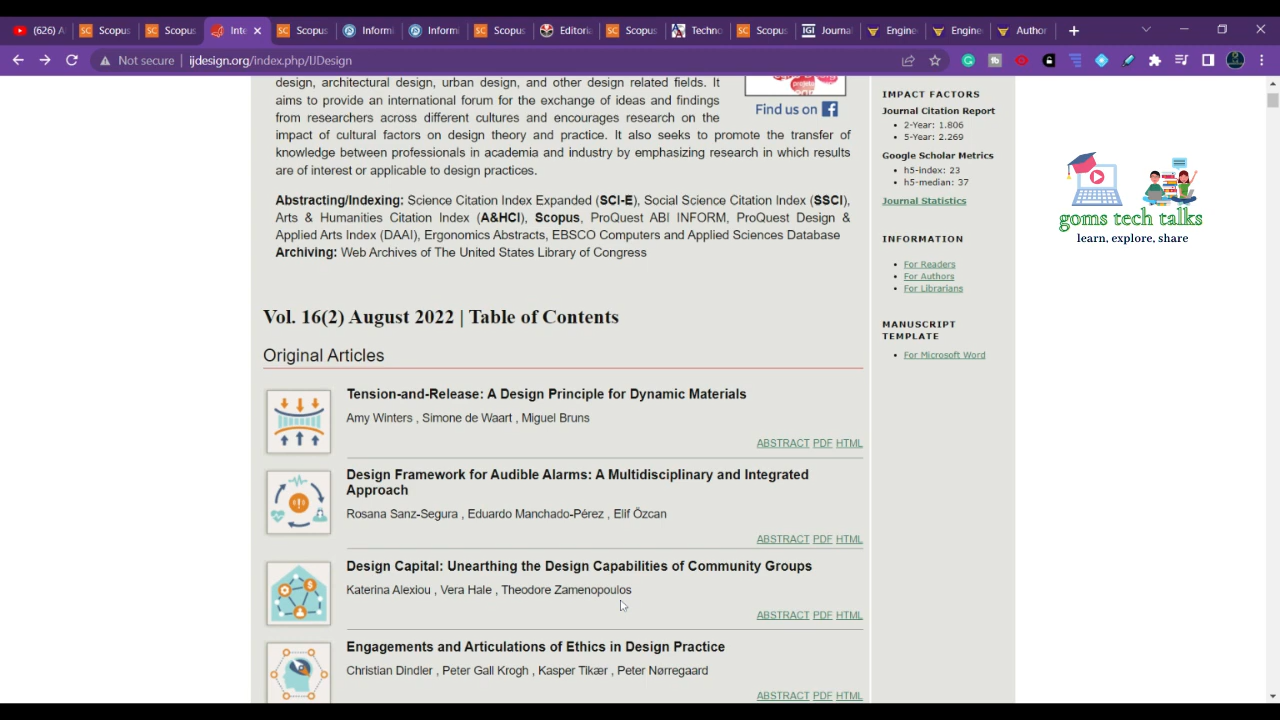 (626) A
Scopus
Scopus
Inte
Scopus
Inform
Inform
Scopus
Editoria
Scopus
Techno
Scopus
Journal
Engine
Engine
Author
Not secure
ijdesign.org/index.php/IJDesign
design, architectural design, urban design, and other design related fields. It
aims to provide an international forum for the exchange of ideas and findings
from researchers across different cultures and encourages research on the
impact of cultural factors on design theory and practice. It also seeks to promote the transfer of
knowledge between professionals in academia and industry by emphasizing research in which results
are of interest or applicable to design practices.
Find us on
Abstracting/Indexing: Science Citation Index Expanded (SCI-E), Social Science Citation Index (SSCI),
Arts & Humanities Citation Index (A&HCI), Scopus, ProQuest ABI INFORM, ProQuest Design &
Applied Arts Index (DAAI), Ergonomics Abstracts, EBSCO Computers and Applied Sciences Database
Archiving: Web Archives of The United States Library of Congress
Vol. 16(2) August 2022 | Table of Contents
Original Articles
Tension-and-Release: A Design Principle for Dynamic Materials
Amy Winters , Simone de Waart , Miguel Bruns
ABSTRACT PDF HTML
Design Framework for Audible Alarms: A Multidisciplinary and Integrated
Approach
Rosana Sanz-Segura , Eduardo Manchado-Pérez , Elif Özcan
ABSTRACT PDF HTML
Design Capital: Unearthing the Design Capabilities of Community Groups
Katerina Alexiou , Vera Hale , Theodore Zamenopoulos
ABSTRACT PDF HTML
Engagements and Articulations of Ethics in Design Practice
Christian Dindler , Peter Gall Krogh , Kasper Tikær , Peter Nørregaard
ABSTRACT PDF HTML
IMPACT FACTORS
Journal Citation Report
2-Year: 1.806
5-Year: 2.269
Google Scholar Metrics
h5-index: 23
h5-median: 37
Journal Statistics
INFORMATION
For Readers
For Authors
For Librarians
MANUSCRIPT
TEMPLATE
For Microsoft Word
goms tech talks
learn, explore, share